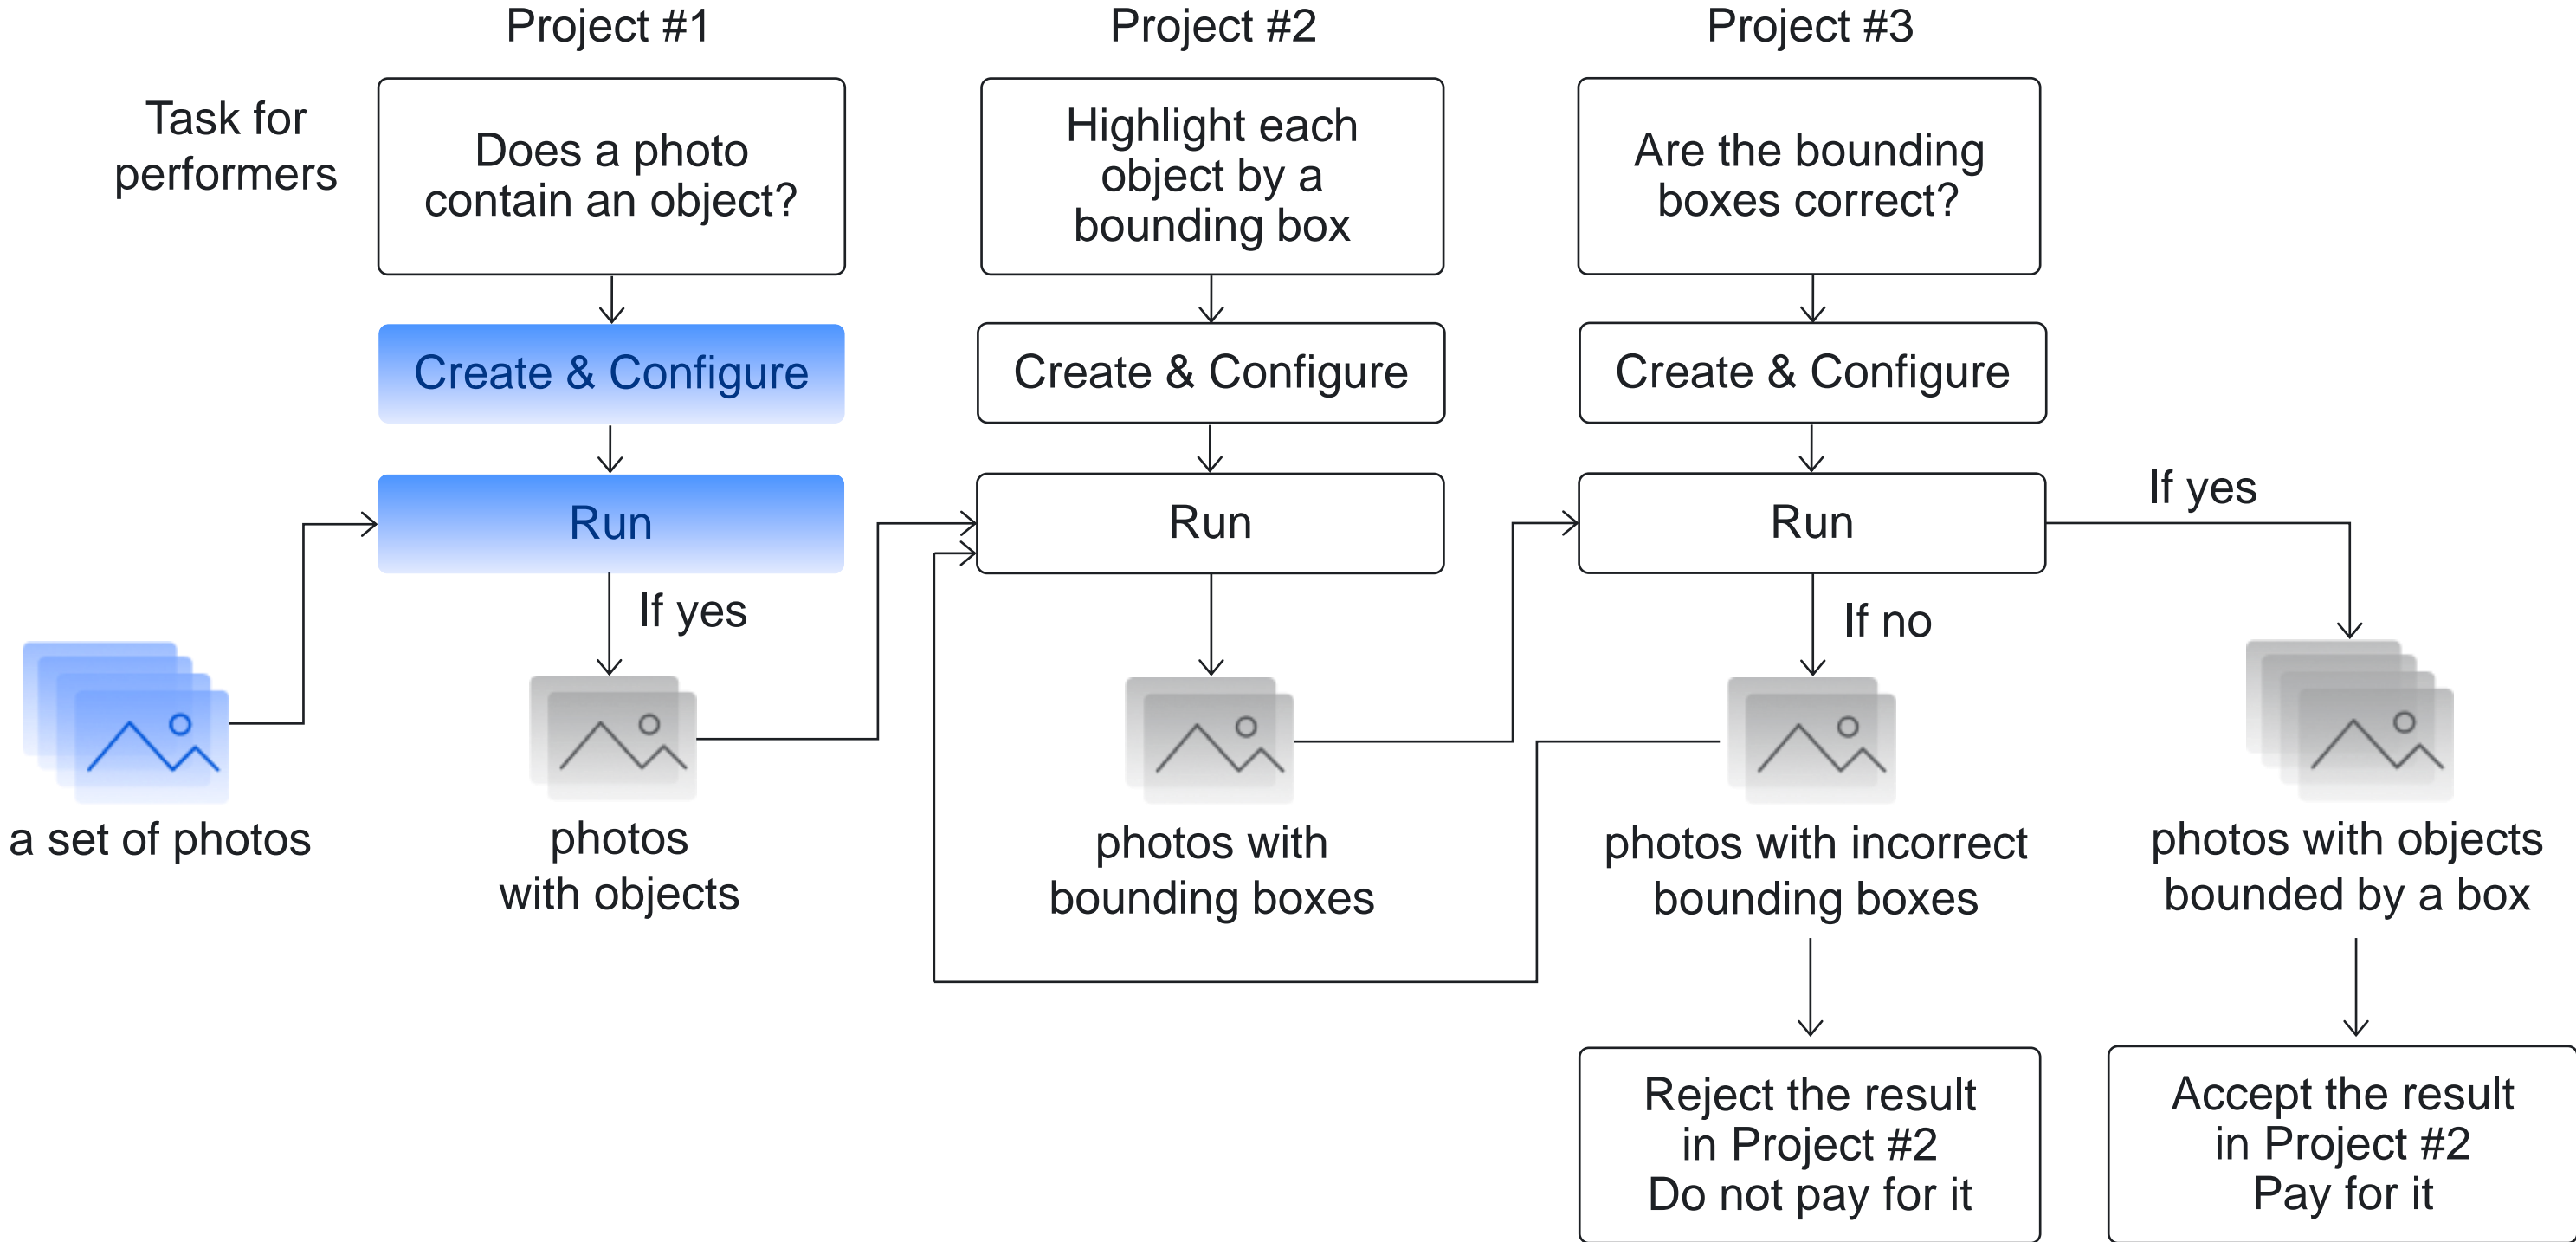 Project #1
Project #2
Project #3
Task for
performers
Does a photo
contain an object?
Highlight each
object by a
bounding box
Are the bounding
boxes correct?
Create & Configure
Create & Configure
Create & Configure
Run
Run
Run
If yes
If yes
If no
a set of photos
photos
with objects
photos with
bounding boxes
photos with incorrect
bounding boxes
photos with objects
bounded by a box
Reject the result
in Project #2
Do not pay for it
Accept the result
in Project #2
Pay for it